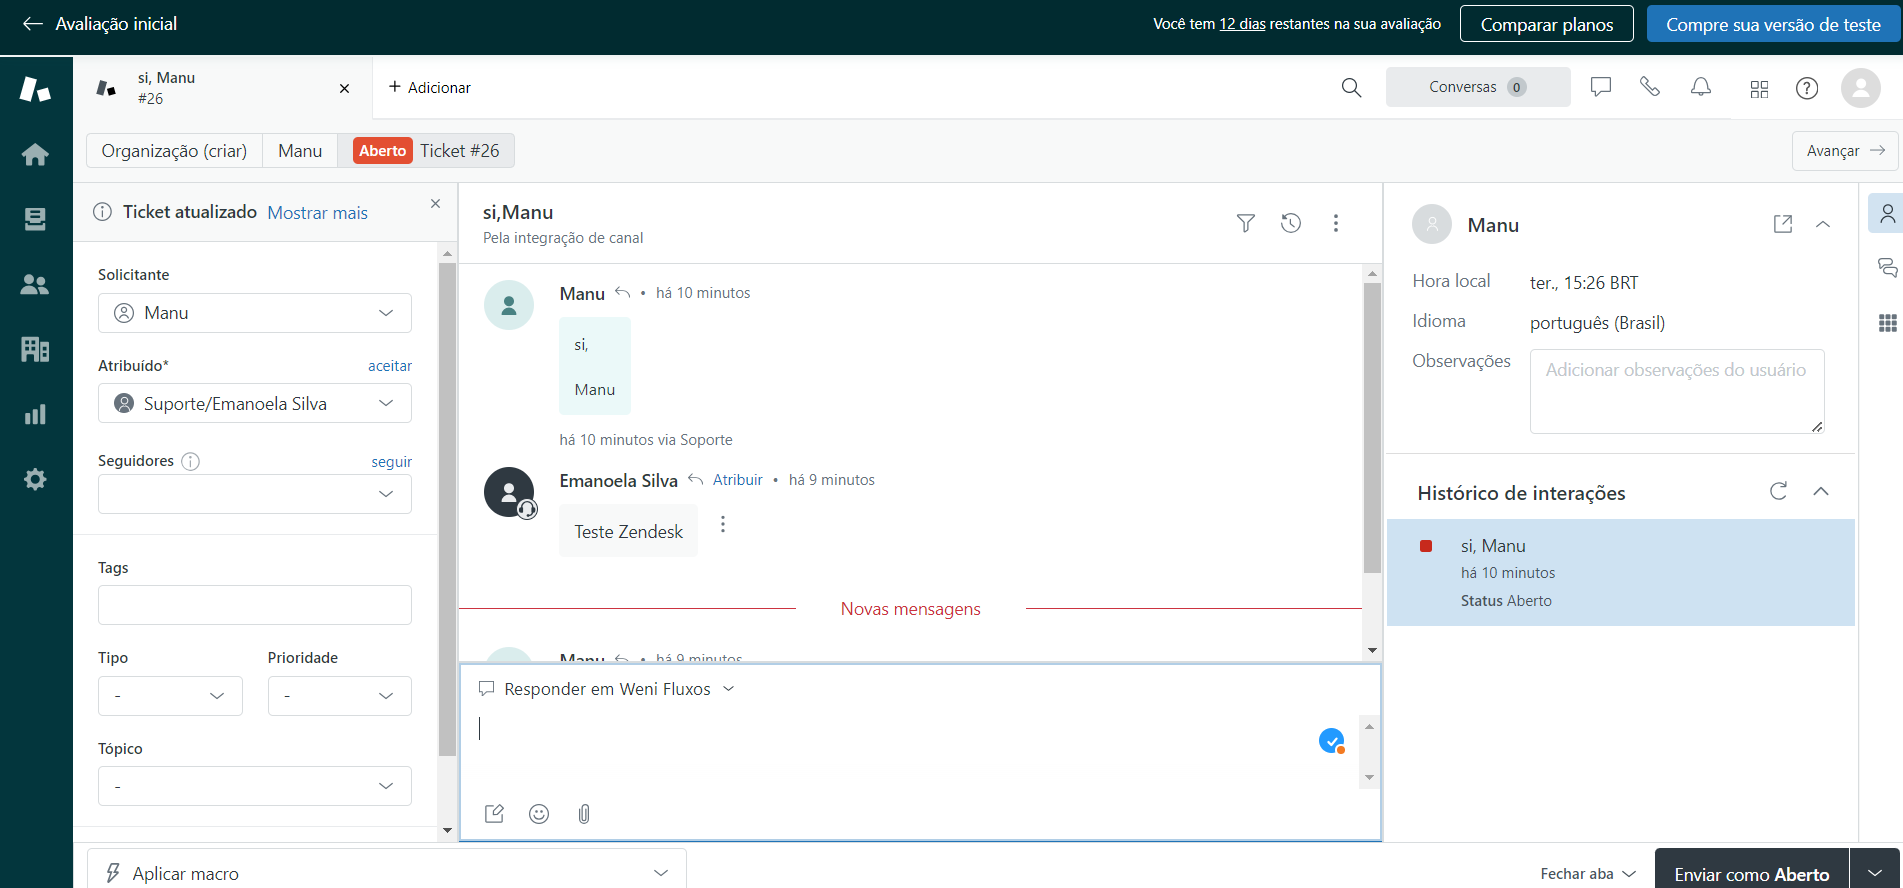 Avaliação inicial
Você tem 12 dias restantes na sua avaliação
Comparar planos
Compre sua versão de teste
si, Manu
#26
Adicionar
Conversas 0
Organização (criar)
Manu
Aberto Ticket #26
Avançar
Ticket atualizado Mostrar mais
Solicitante
Manu
Atribuído* aceitar
Suporte/Emanoela Silva
Seguidores seguir
Tags
Tipo Prioridade
- -
Tópico
-
si,Manu
Pela integração de canal
Manu • há 10 minutos
si,
Manu
há 10 minutos via Soporte
Emanoela Silva Atribuir • há 9 minutos
Teste Zendesk
Novas mensagens
Manu • há 9 minutos
Responder em Weni Fluxos
Manu
Hora local ter., 15:26 BRT
Idioma português (Brasil)
Observações Adicionar observações do usuário
Histórico de interações
si, Manu
há 10 minutos
Status Aberto
Aplicar macro
Fechar aba
Enviar como Aberto